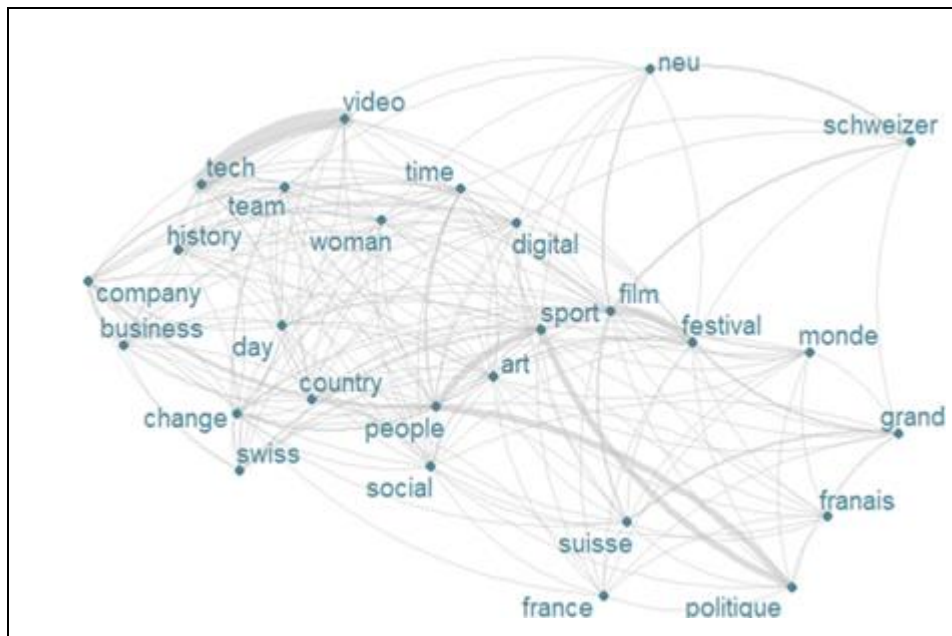 neu
video
schweizer
tech
time
team
history
woman
digital
company
film
sport
business
festival
day
monde
art
country
change
people
grand
swiss
social
franais
suisse
france
politique